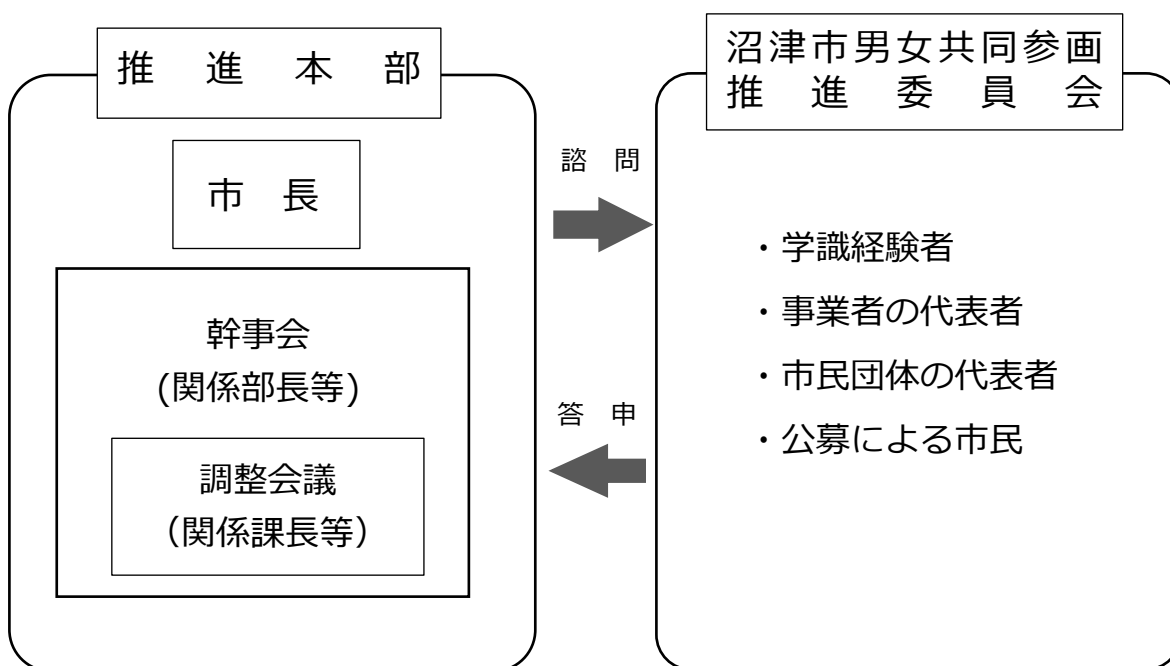 推進本部
市長
幹事会
(関係部長等)
調整会議
（関係課長等）
諮問
答申
沼津市男女共同参画
推進委員会
・学識経験者
・事業者の代表者
・市民団体の代表者
・公募による市民